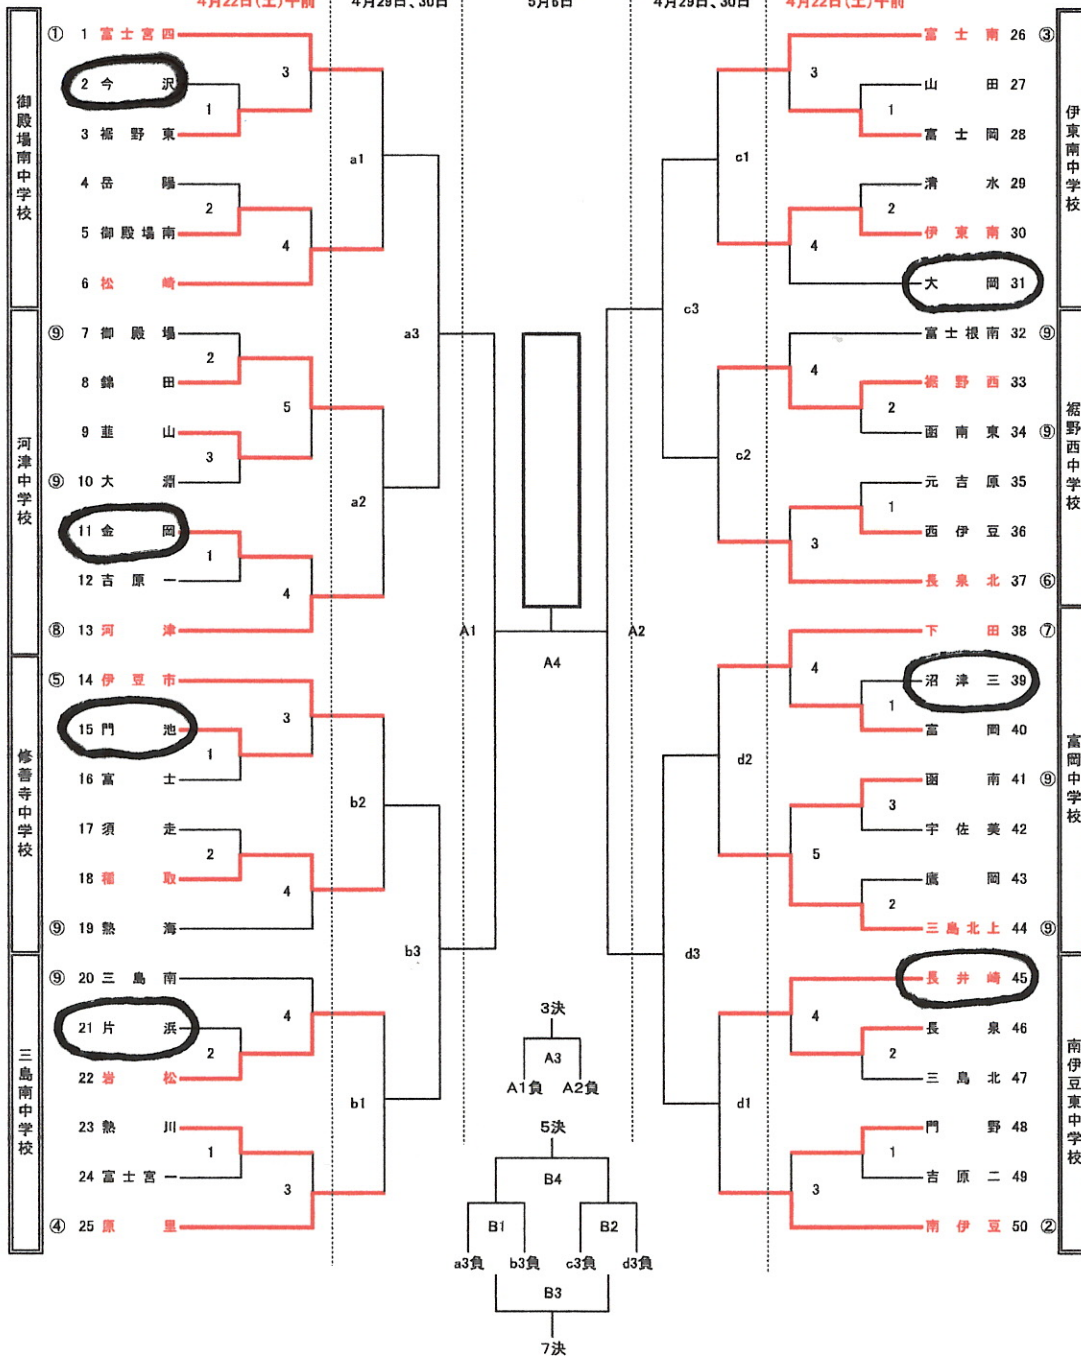 4月22日(土)午前
4月29日、30日
5月6日
4月29日、30日
4月22日(土)午前
御殿場南中学校
① 1 富士宮四
2 今沢
3 裾野東
4 岳陽
5 御殿場南
6 松崎
河津中学校
⑨ 7 御殿場
8 錦田
9 韮山
⑨ 10 大淵
11 金岡
12 吉原一
⑧ 13 河津
修善寺中学校
⑤ 14 伊豆市
15 門池
16 富士
17 須走
18 稲取
⑨ 19 熱海
三島南中学校
⑨ 20 三島南
21 片浜
22 岩松
23 熱川
24 富士宮一
④ 25 原里
3
1
2
4
2
5
3
1
4
3
1
2
4
4
2
1
3
a1
a3
a2
b2
b3
b1
A1
A4
A2
3決
A3
A1負 A2負
5決
B4
B1 B2
a3負 b3負 c3負 d3負
B3
7決
c1
c3
c2
d2
d3
d1
3
1
2
4
4
2
1
3
4
1
3
5
2
4
2
1
3
富士南 26 ③
山田 27
富士岡 28
清水 29
伊東南 30
大岡 31
伊東南中学校
富士根南 32 ⑨
裾野西 33
函南東 34 ⑨
元吉原 35
西伊豆 36
長泉北 37 ⑥
裾野西中学校
下田 38 ⑦
沼津三 39
富岡 40
函南 41 ⑨
宇佐美 42
鷹岡 43
三島北上 44 ⑨
富岡中学校
長井崎 45
長泉 46
三島北 47
門野 48
吉原二 49
南伊豆 50 ②
南伊豆東中学校